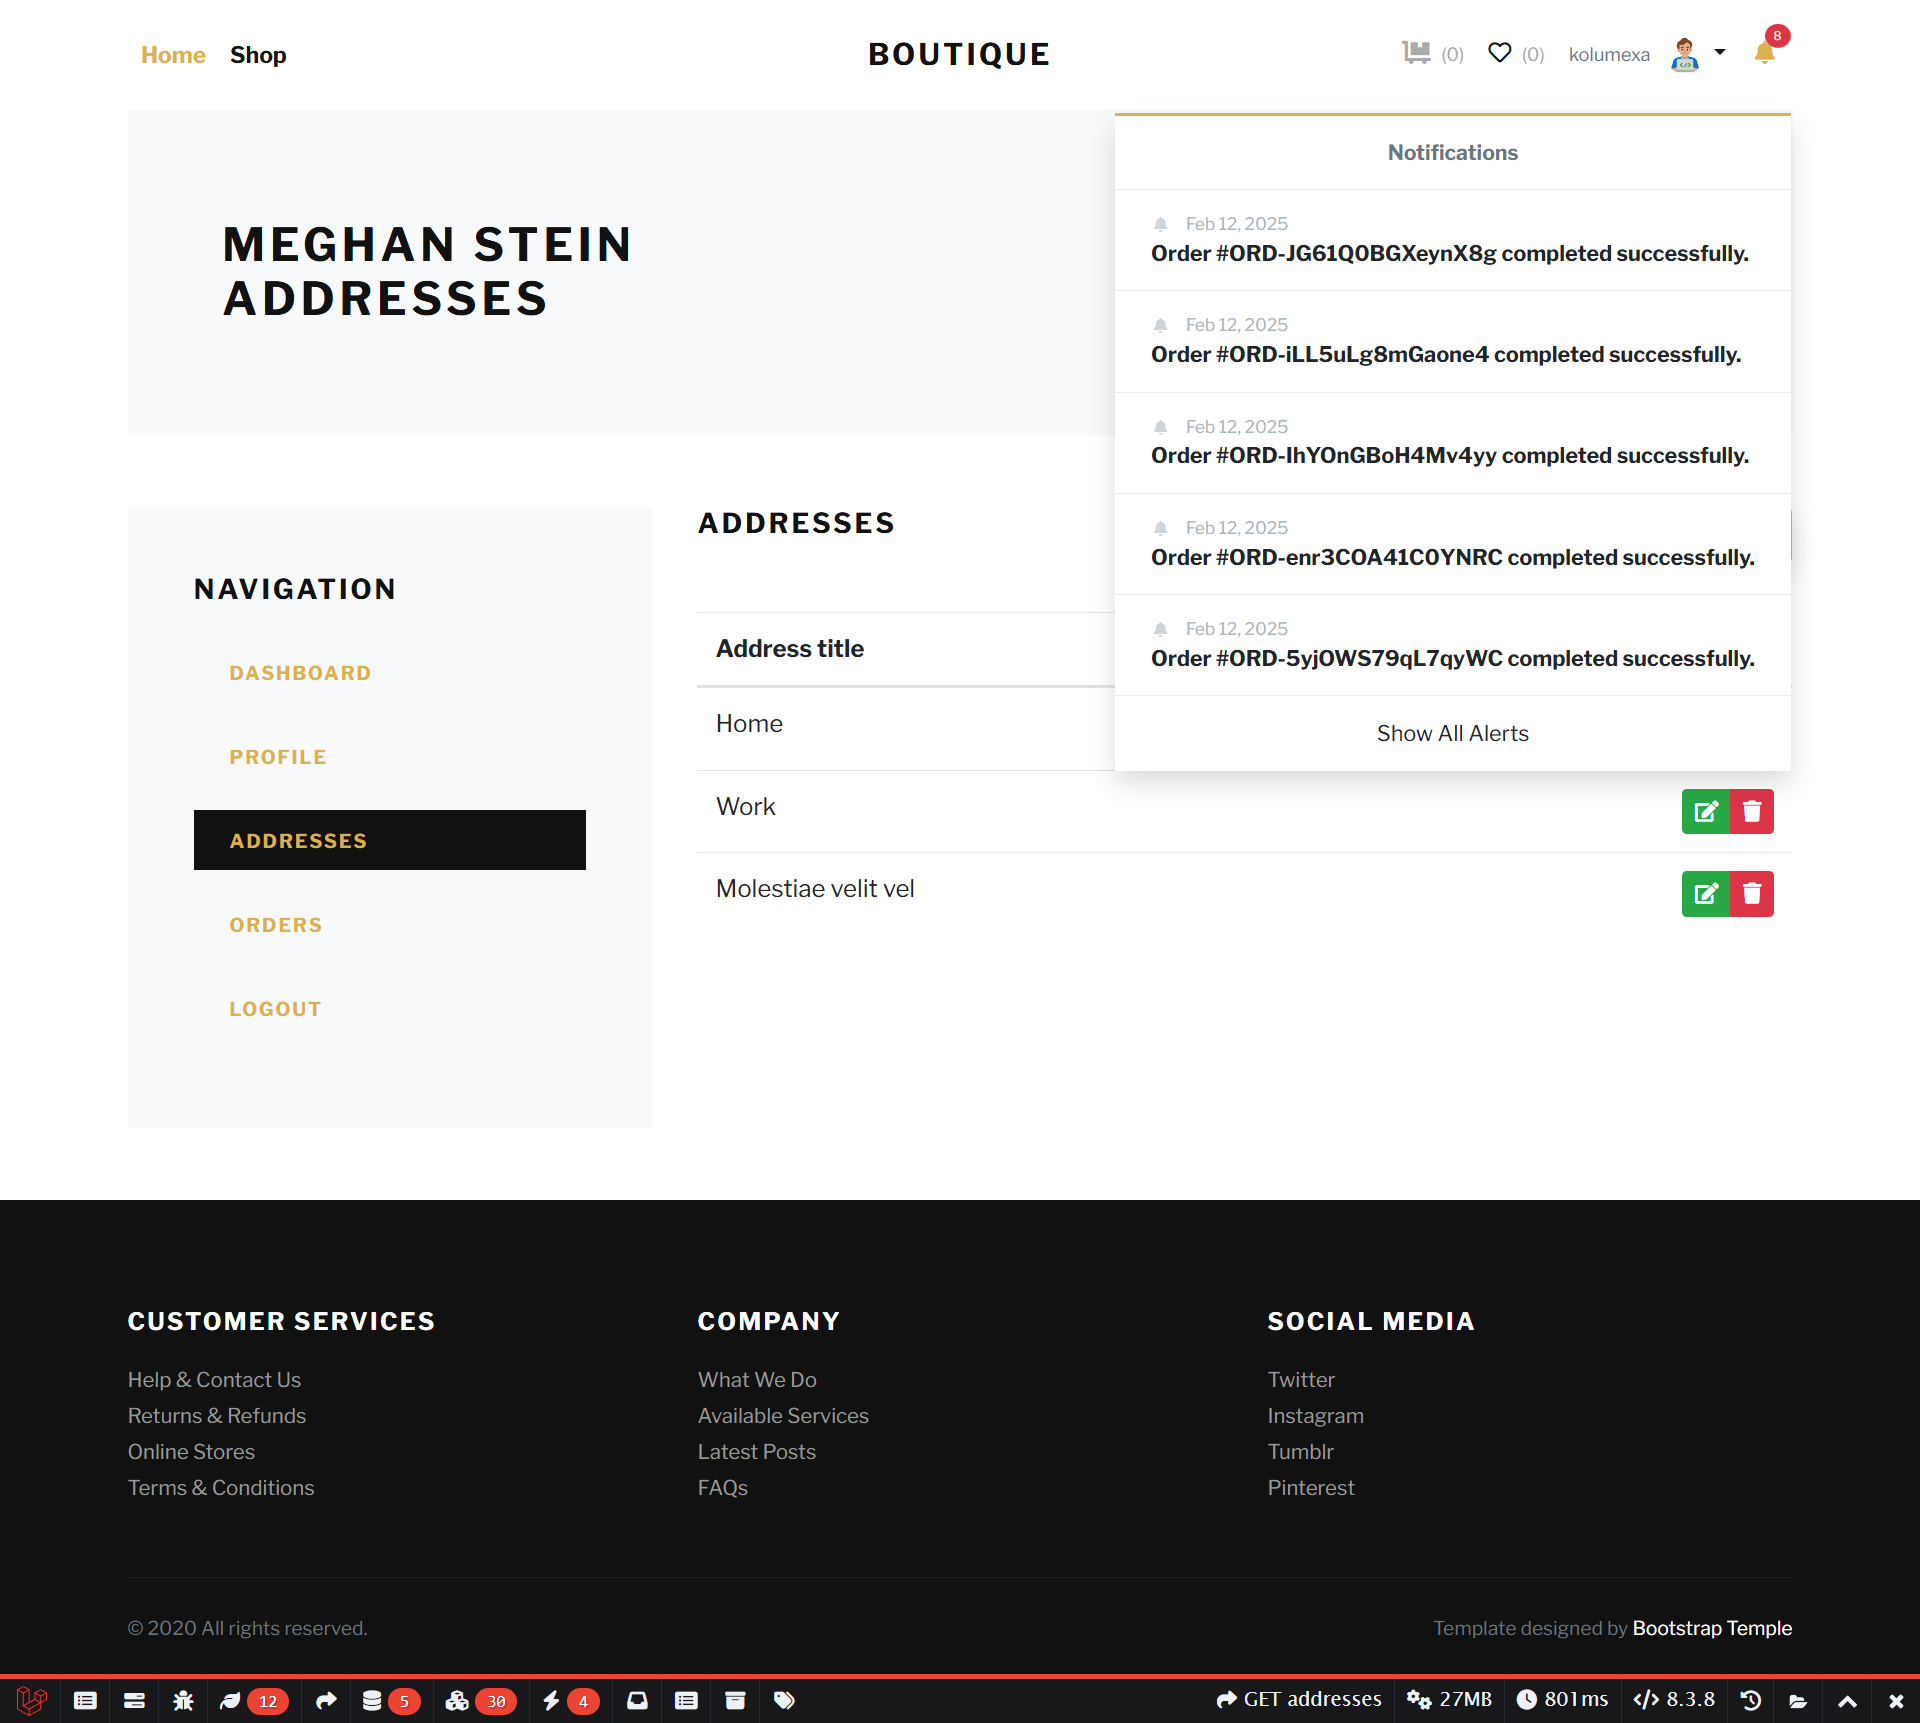 Home Shop BOUTIQUE (0) (0) kolumexa 8
Notifications
Feb 12, 2025
Order #ORD-JG61Q0BGXeynX8g completed successfully.
Feb 12, 2025
Order #ORD-iLL5uLg8mGaone4 completed successfully.
Feb 12, 2025
Order #ORD-IhYOnGBoH4Mv4yy completed successfully.
Feb 12, 2025
Order #ORD-enr3COA41C0YNRC completed successfully.
Feb 12, 2025
Order #ORD-5yjOWS79qL7qyWC completed successfully.
Show All Alerts
MEGHAN STEIN
ADDRESSES
NAVIGATION
DASHBOARD
PROFILE
ADDRESSES
ORDERS
LOGOUT
ADDRESSES
Address title
Home
Work
Molestiae velit vel
CUSTOMER SERVICES
Help & Contact Us
Returns & Refunds
Online Stores
Terms & Conditions
COMPANY
What We Do
Available Services
Latest Posts
FAQs
SOCIAL MEDIA
Twitter
Instagram
Tumblr
Pinterest
© 2020 All rights reserved.
Template designed by Bootstrap Temple
12 5 30 4 GET addresses 27MB 801ms 8.3.8